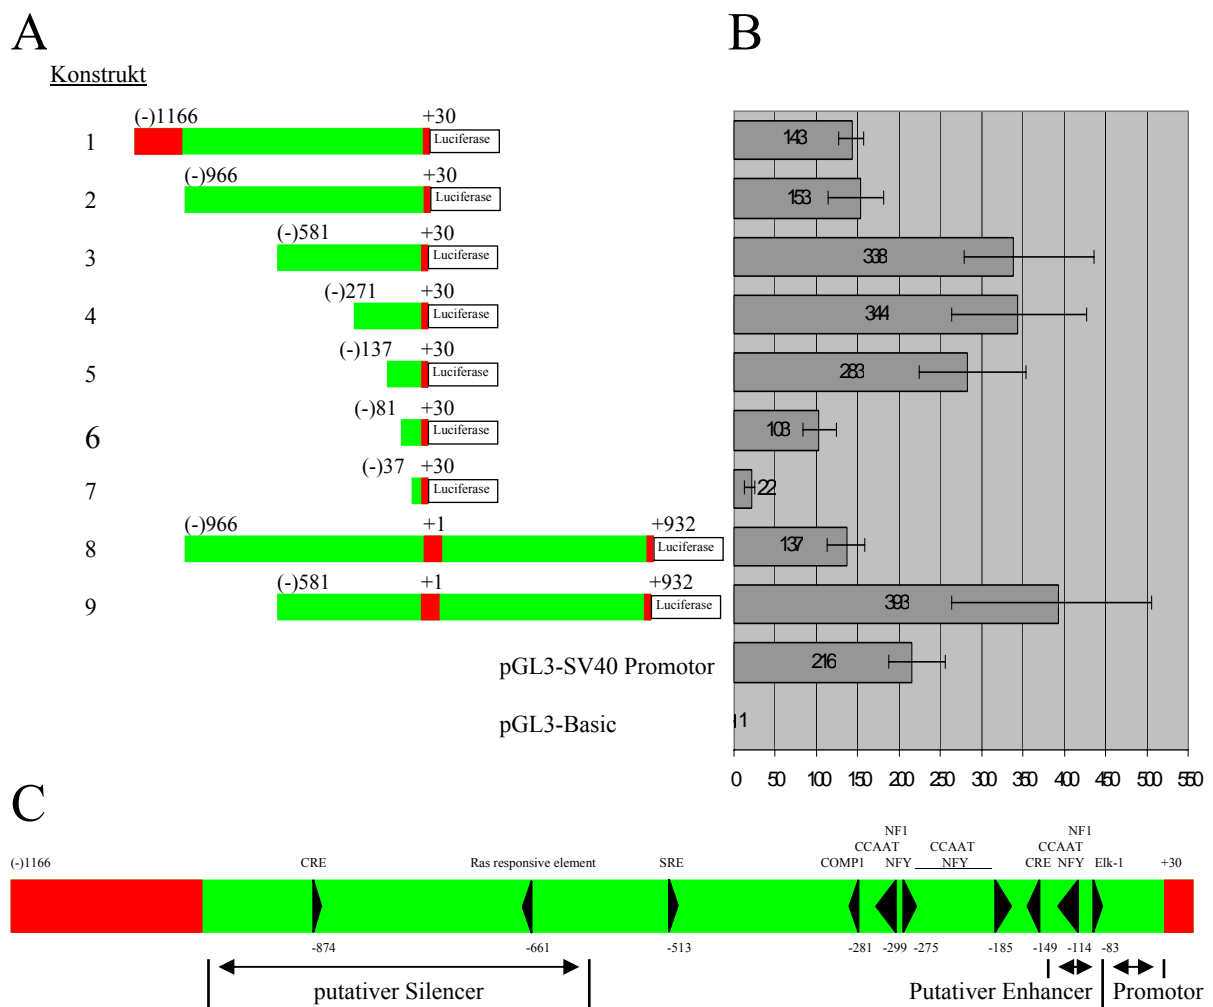 A
B
Konstrukt
(-)1166 +30
1 Luciferase 143
(-)966 +30
2 Luciferase 153
(-)581 +30
3 Luciferase 338
(-)271 +30
4 Luciferase 344
(-)137 +30
5 Luciferase 283
(-)81 +30
6 Luciferase 103
(-)37 +30
7 Luciferase 22
(-)966 +1 +932
8 Luciferase 137
(-)581 +1 +932
9 Luciferase 393
pGL3-SV40 Promotor 216
pGL3-Basic 1
0 50 100 150 200 250 300 350 400 450 500 550
C
NF1 NF1
CCAAT CCAAT CCAAT
(-)1166 CRE Ras responsive element SRE COMP1 NFY NFY CRE NFY Elk-1 +30
-874 -661 -513 -281 -299 -275 -185 -149 -114 -83
putativer Silencer Putativer Enhancer Promotor